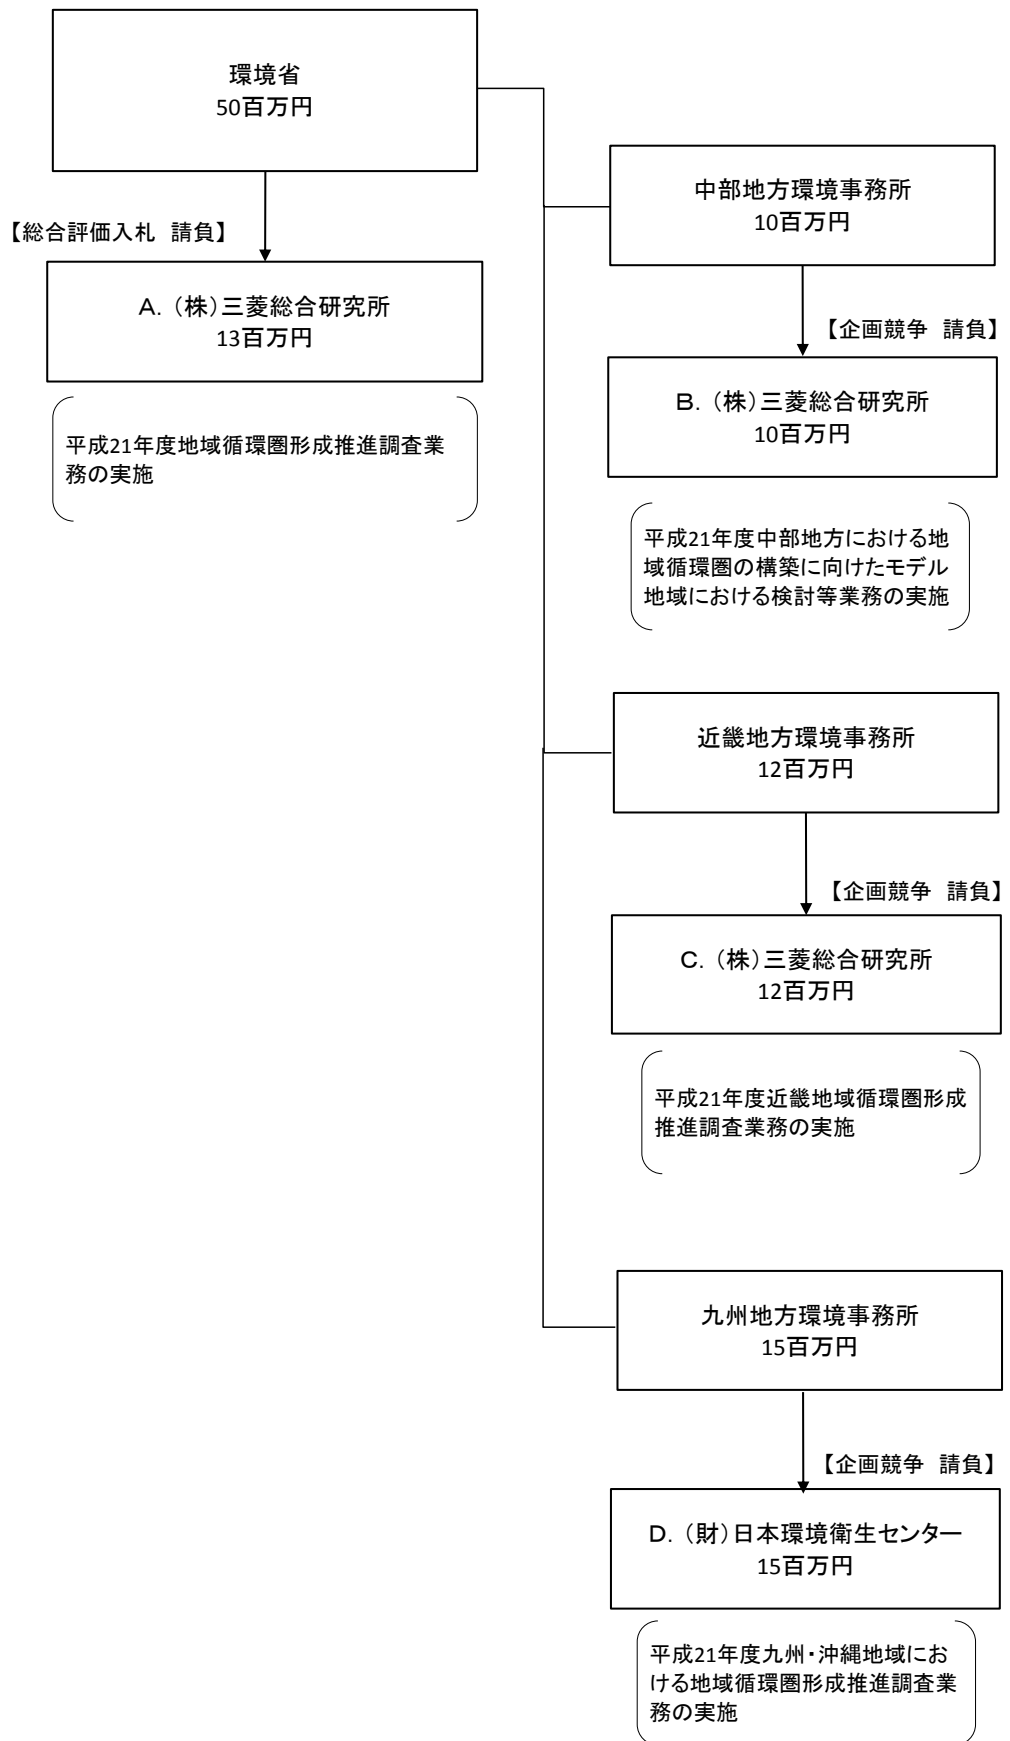 環境省
50百万円
【総合評価入札 請負】
A.（株）三菱総合研究所
13百万円
平成21年度地域循環圏形成推進調査業
務の実施
中部地方環境事務所
10百万円
【企画競争 請負】
B.（株）三菱総合研究所
10百万円
平成21年度中部地方における地
域循環圏の構築に向けたモデル
地域における検討等業務の実施
近畿地方環境事務所
12百万円
【企画競争 請負】
C.（株）三菱総合研究所
12百万円
平成21年度近畿地域循環圏形成
推進調査業務の実施
九州地方環境事務所
15百万円
【企画競争 請負】
D.（財）日本環境衛生センター
15百万円
平成21年度九州・沖縄地域にお
ける地域循環圏形成推進調査業
務の実施